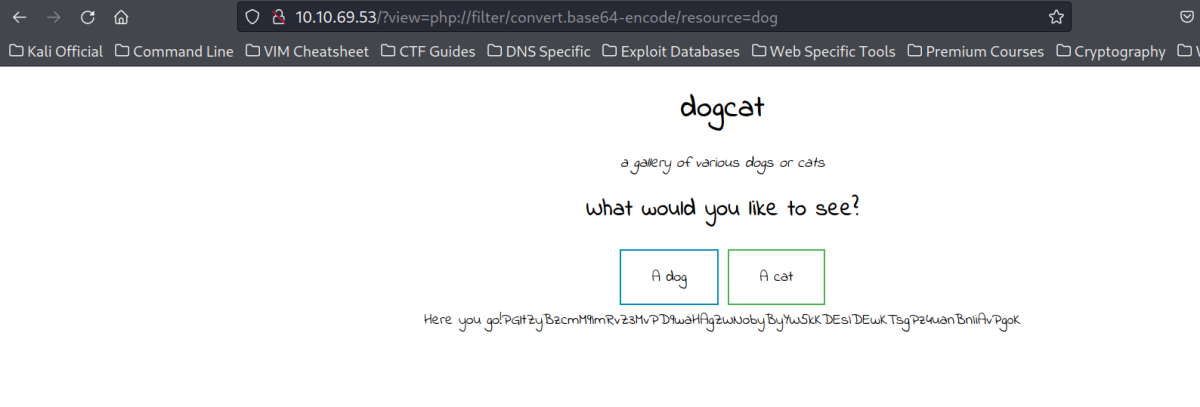 10.10.69.53/?view=php://filter/convert.base64-encode/resource=dog
Kali Official Command Line VIM Cheatsheet CTF Guides DNS Specific Exploit Databases Web Specific Tools Premium Courses Cryptography
dogcat
a gallery of various dogs or cats
What would you like to see?
A dog A cat
Here you go!PGltZyBzcmM9ImRvZ3MvPD9waHAgZWNobyByYW5kKDEsIDEwKTsgPz4uanBnIiAvPgoK